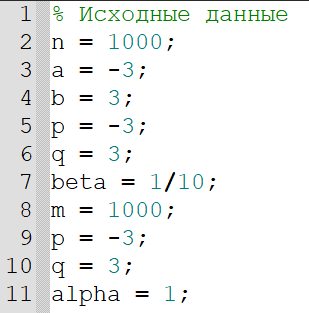 1 % Исходные данные
2 n = 1000;
3 a = -3;
4 b = 3;
5 p = -3;
6 q = 3;
7 beta = 1/10;
8 m = 1000;
9 p = -3;
10 q = 3;
11 alpha = 1;